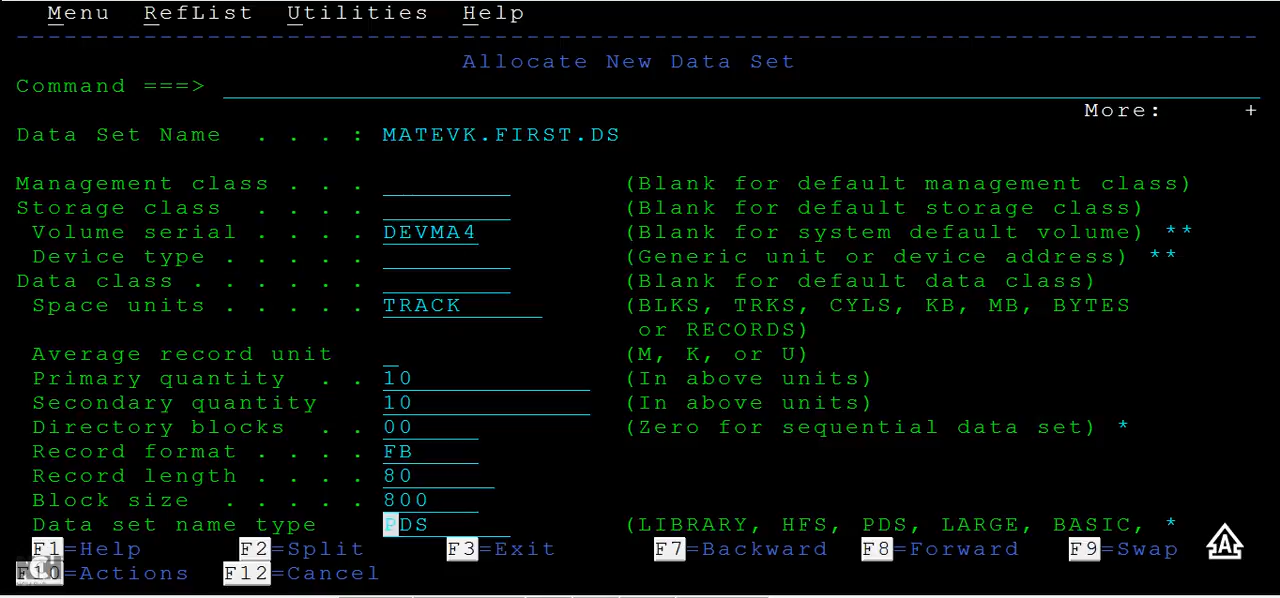 Menu RefList Utilities Help
Allocate New Data Set
Command ===>
More: +
Data Set Name . . . : MATEVK.FIRST.DS
Management class . . . (Blank for default management class)
Storage class . . . . (Blank for default storage class)
Volume serial . . . . DEVMA4 (Blank for system default volume) **
Device type . . . . . (Generic unit or device address) **
Data class . . . . . . (Blank for default data class)
Space units . . . . . TRACK (BLKS, TRKS, CYLS, KB, MB, BYTES
or RECORDS)
Average record unit (M, K, or U)
Primary quantity . . 10 (In above units)
Secondary quantity 10 (In above units)
Directory blocks . . 00 (Zero for sequential data set) *
Record format . . . . FB
Record length . . . . 80
Block size . . . . . 800
Data set name type PDS (LIBRARY, HFS, PDS, LARGE, BASIC, *
F1=Help F2=Split F3=Exit F7=Backward F8=Forward F9=Swap
F10=Actions F12=Cancel